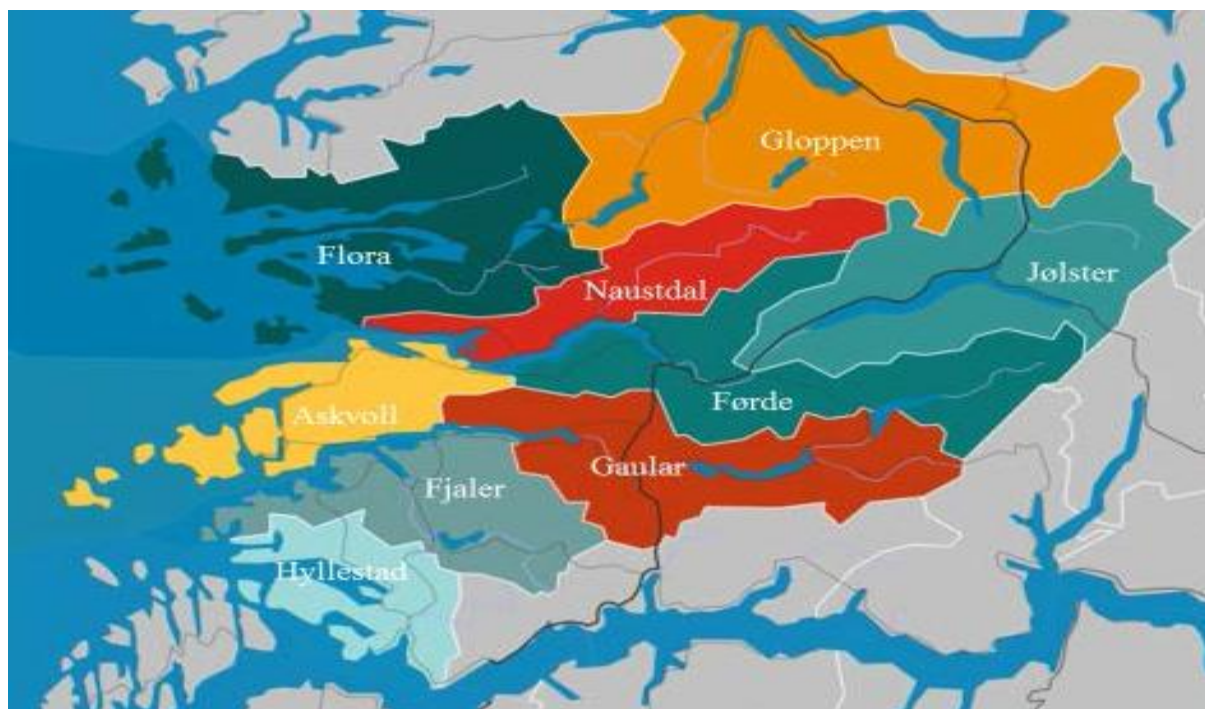 Gloppen
Flora
Jølster
Naustdal
Førde
Askvoll
Gaular
Fjaler
Hyllestad